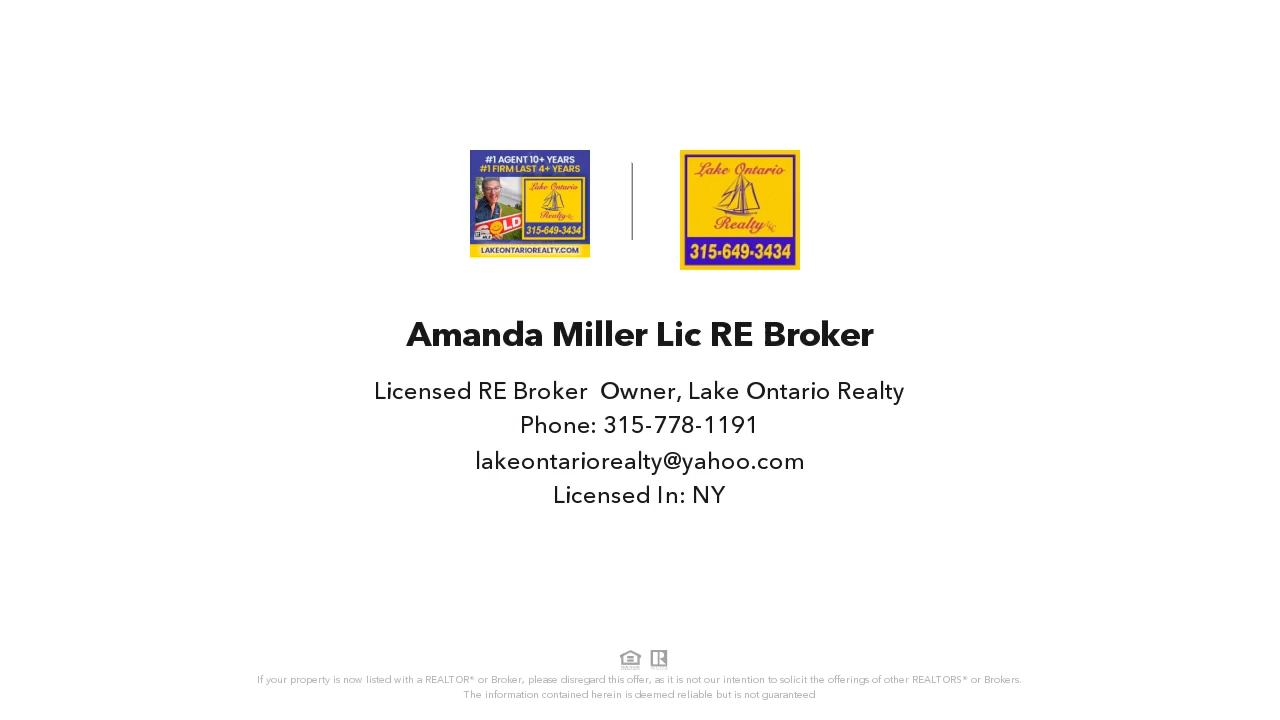 #1 AGENT 10+ YEARS
#1 FIRM LAST 4+ YEARS
Lake Ontario
Realty
SOLD
315-649-3434
LAKEONTARIOREALTY.COM
Lake Ontario
Realty
315-649-3434
Amanda Miller Lic RE Broker
Licensed RE Broker  Owner, Lake Ontario Realty
Phone: 315-778-1191
lakeontariorealty@yahoo.com
Licensed In: NY
If your property is now listed with a REALTOR® or Broker, please disregard this offer, as it is not our intention to solicit the offerings of other REALTORS® or Brokers.
The information contained herein is deemed reliable but is not guaranteed